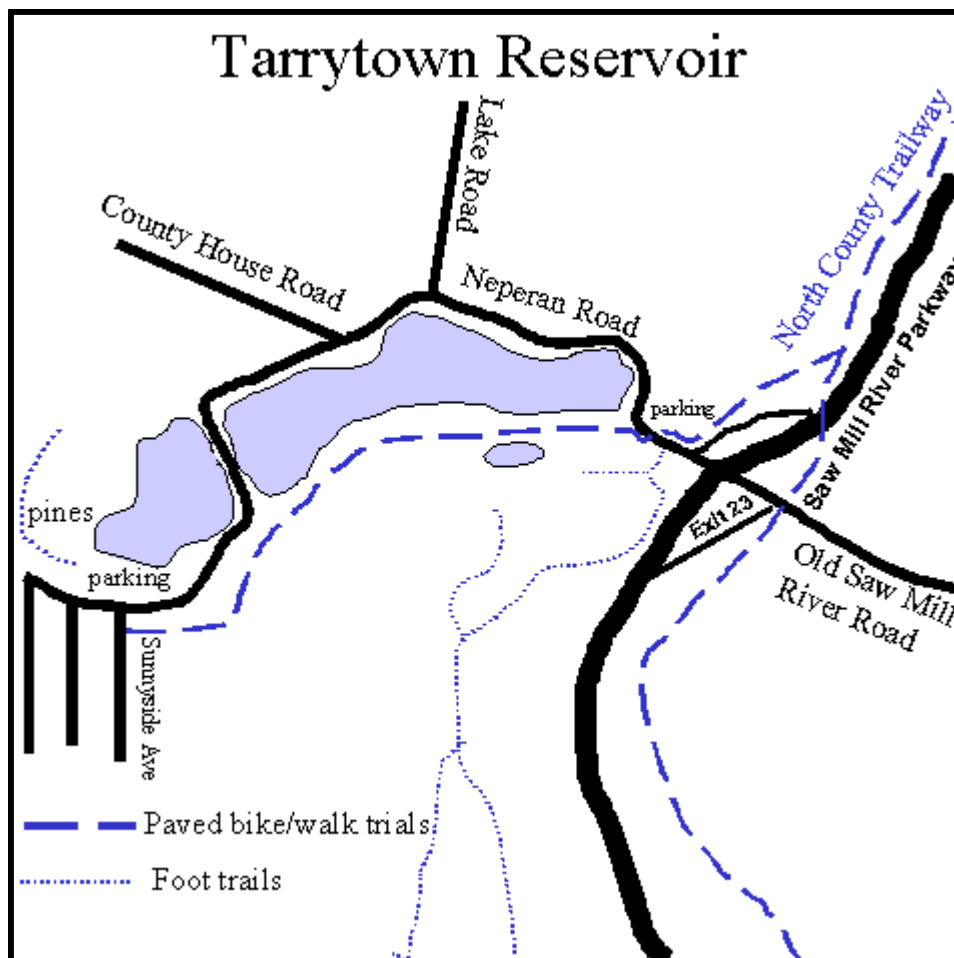 Tarrytown Reservoir
Lake Road
North County Trailway
County House Road
Neperan Road
Saw Mill River Parkway
parking
pines
Exit 23
parking
Old Saw Mill
River Road
Sunnyside Ave
Paved bike/walk trials
Foot trails